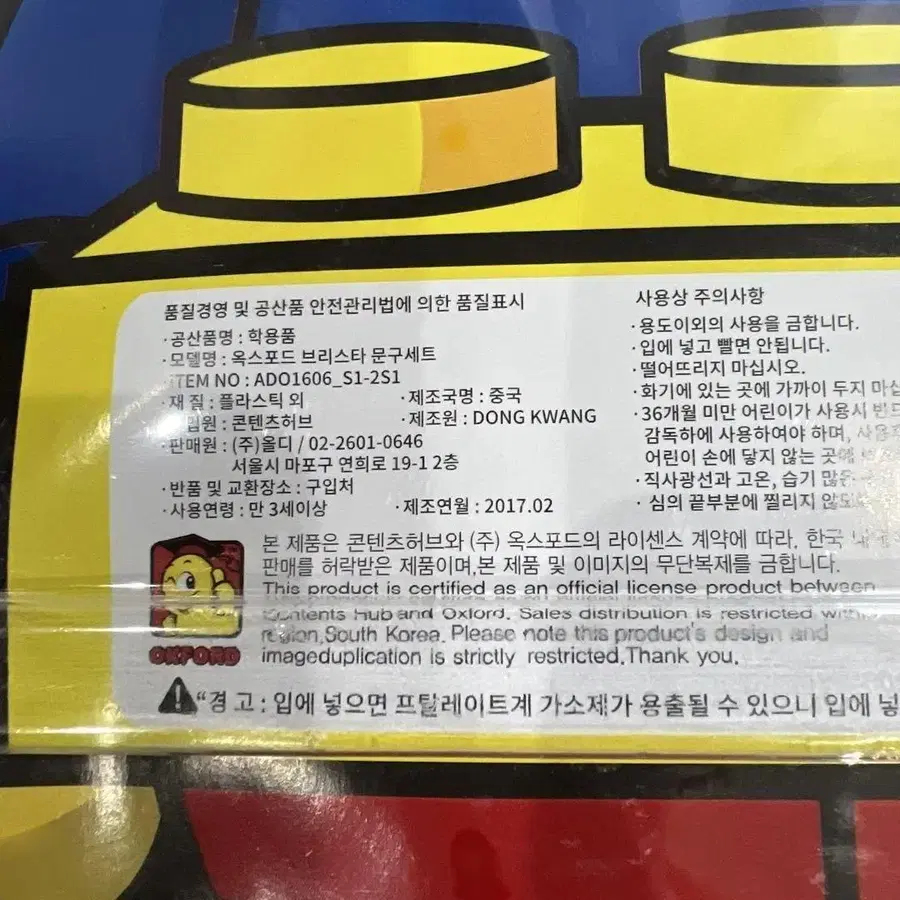 품질경영 및 공산품 안전관리법에 의한 품질표시
·공산품명 : 학용품
·모델명 : 옥스포드 브리스타 문구세트
ITEM NO : ADO1606_S1-2S1
·재 질 : 플라스틱 외 ·제조국명 : 중국
입원 : 콘텐츠허브 ·제조원 : DONG KWANG
·판매원 : (주)올디 / 02-2601-0646
서울시 마포구 연희로 19-1 2층
·반품 및 교환장소 : 구입처
·사용연령 : 만 3세이상 ·제조연월 : 2017.02
사용상 주의사항
·용도이외의 사용을 금합니다.
·입에 넣고 빨면 안됩니다.
·떨어뜨리지 마십시오.
·화기에 있는 곳에 가까이 두지 마십
·36개월 미만 어린이가 사용시 반드
감독하에 사용하여야 하며, 사용
어린이 손에 닿지 않는 곳에
·직사광선과 고온, 습기 많은
·심의 끝부분에 찔리지 않도
본 제품은 콘텐츠허브와 (주) 옥스포드의 라이센스 계약에 따라, 한국
판매를 허락받은 제품이며,본 제품 및 이미지의 무단복제를 금합니다.
This product is certified as an official license product between
Contents Hub and Oxford. Sales distribution is restricted within
region,South Korea. Please note this product's design and
imageduplication is strictly restricted.Thank you.
OXFORD
"경 고 : 입에 넣으면 프탈레이트계 가소제가 용출될 수 있으니 입에 넣